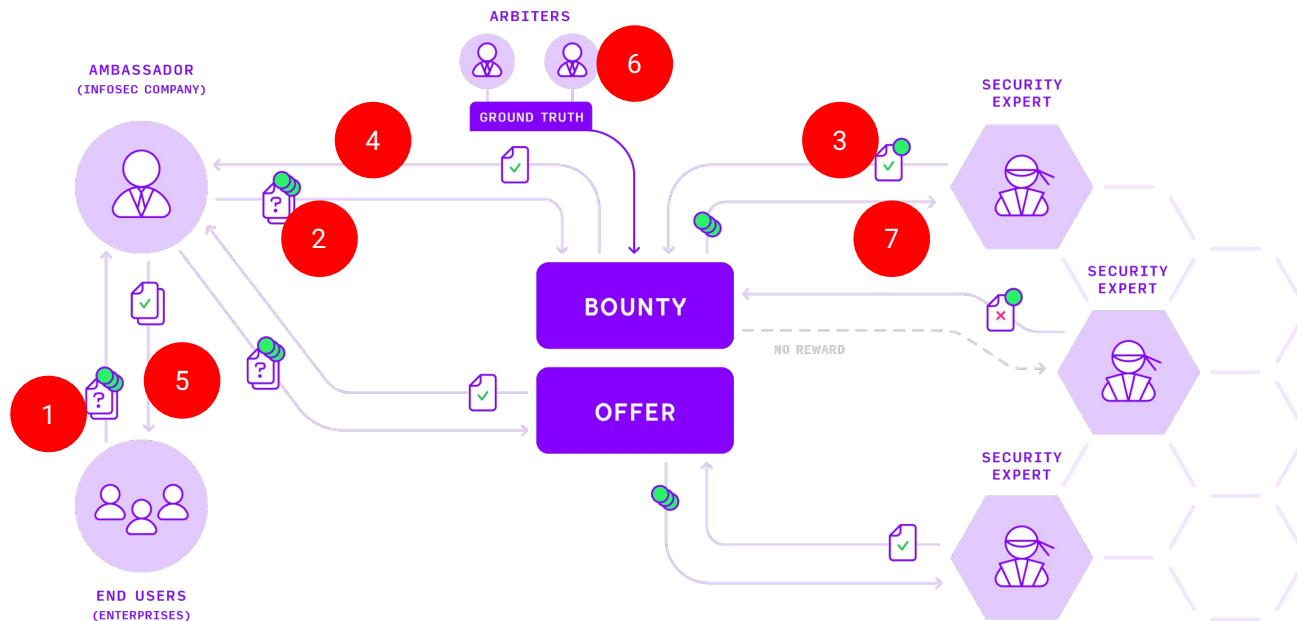 ARBITERS
6
AMBASSADOR
(INFOSEC COMPANY)
SECURITY
EXPERT
GROUND TRUTH
4
3
?
2
7
BOUNTY
SECURITY
EXPERT
NO REWARD
?
5
1
?
OFFER
SECURITY
EXPERT
END USERS
(ENTERPRISES)